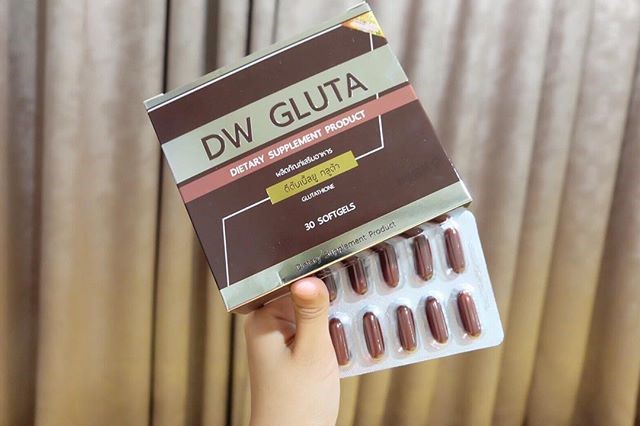 DW GLUTA
DIETARY SUPPLEMENT PRODUCT
ผลิตภัณฑ์เสริมอาหาร
ดีดับเบิ้ลยู กลูต้า
GLUTATHIONE
30 SOFTGELS
Dietary Supplement Product